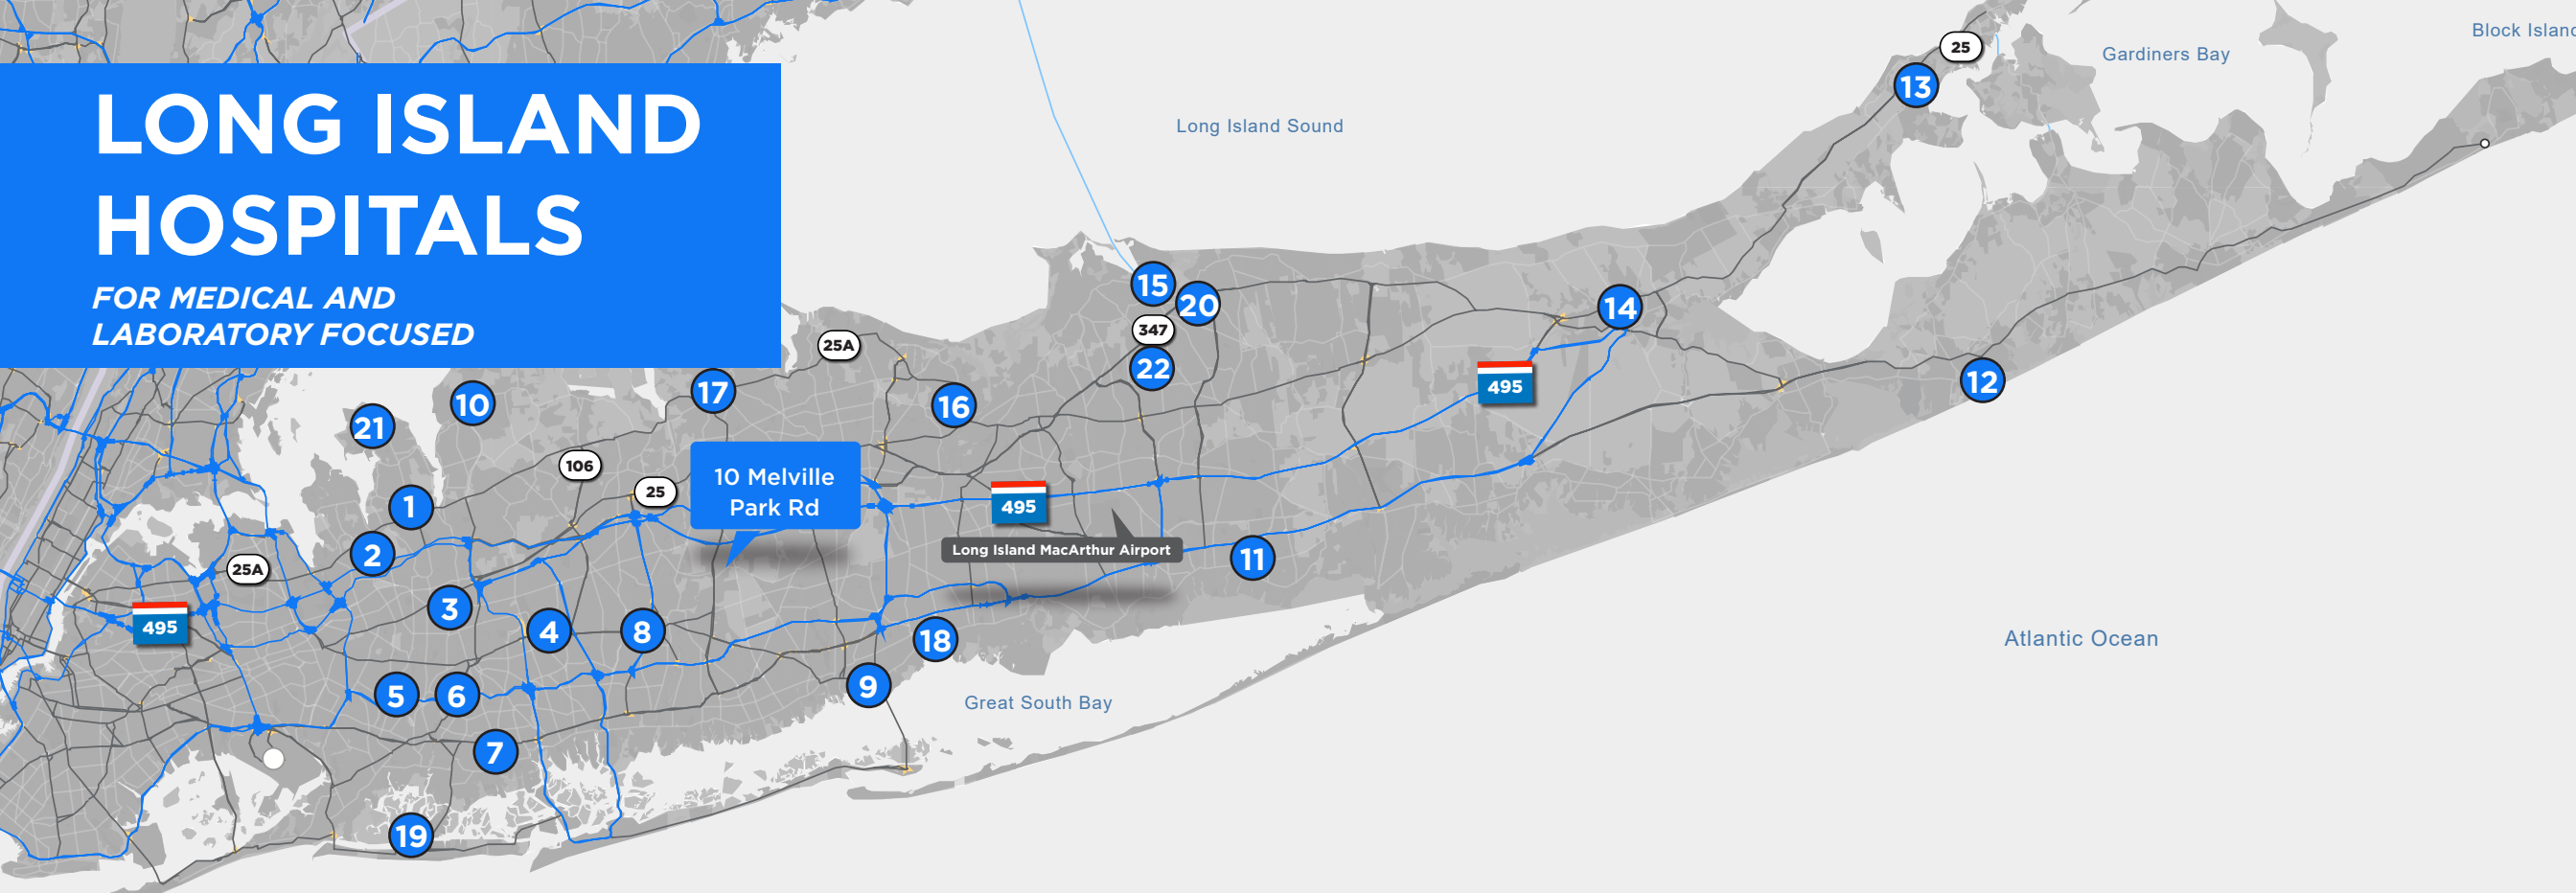 LONG ISLAND
HOSPITALS
FOR MEDICAL AND
LABORATORY FOCUSED
Block Island
Gardiners Bay
25
13
Long Island Sound
15
20
347
22
14
495
12
25A
17
16
10
21
106
25
10 Melville
Park Rd
495
Long Island MacArthur Airport
11
1
2
25A
495
3
4
8
18
5
6
9
7
19
Great South Bay
Atlantic Ocean